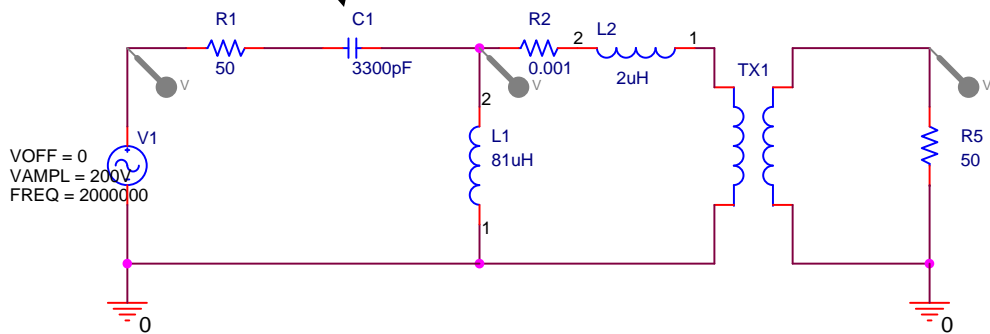 R1
C1
R2
L2
50
3300pF
2
1
0.001
2uH
TX1
V
V
V
2
V1
L1
R5
VOFF = 0
81uH
50
VAMPL = 200V
FREQ = 2000000
1
0
0